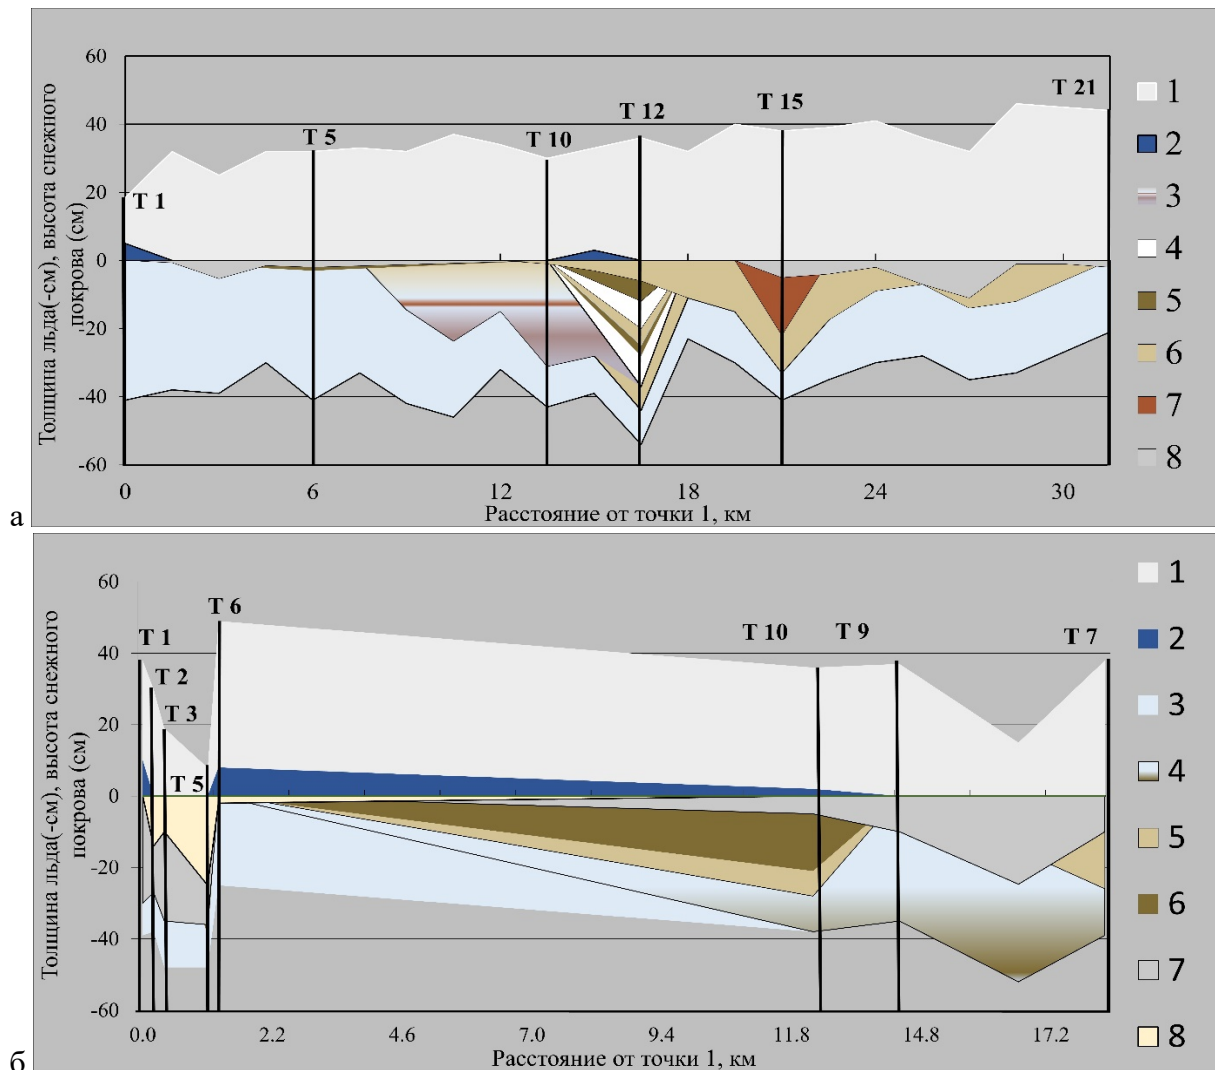 60
40
20
0
-20
-40
-60
Толщина льда(-см), высота снежного
покрова (см)
Т 1
Т 5
Т 10
Т 12
Т 15
Т 21
0
6
12
18
24
30
Расстояние от точки 1, км
1
2
3
4
5
6
7
8
а
60
40
20
0
-20
-40
-60
Толщина льда(-см), высота снежного
покрова (см)
Т 1
Т 2
Т 3
Т 5
Т 6
Т 10
Т 9
Т 7
0.0
2.2
4.6
7.0
9.4
11.8
14.8
17.2
Расстояние от точки 1, км
1
2
3
4
5
6
7
8
б